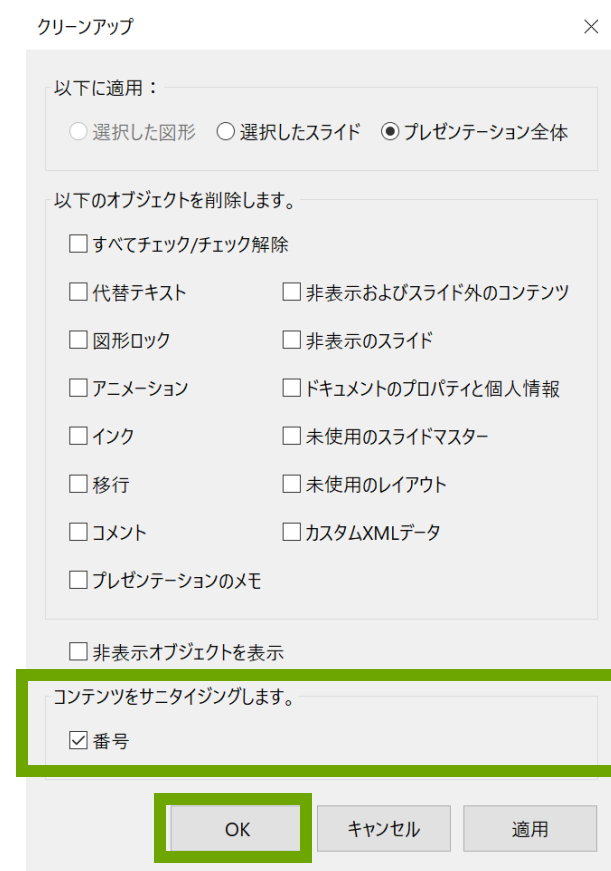 クリーンアップ
以下に適用：
選択した図形 選択したスライド プレゼンテーション全体
以下のオブジェクトを削除します。
すべてチェック/チェック解除
代替テキスト 非表示およびスライド外のコンテンツ
図形ロック 非表示のスライド
アニメーション ドキュメントのプロパティと個人情報
インク 未使用のスライドマスター
移行 未使用のレイアウト
コメント カスタムXMLデータ
プレゼンテーションのメモ
非表示オブジェクトを表示
コンテンツをサニタイジングします。
番号
OK キャンセル 適用